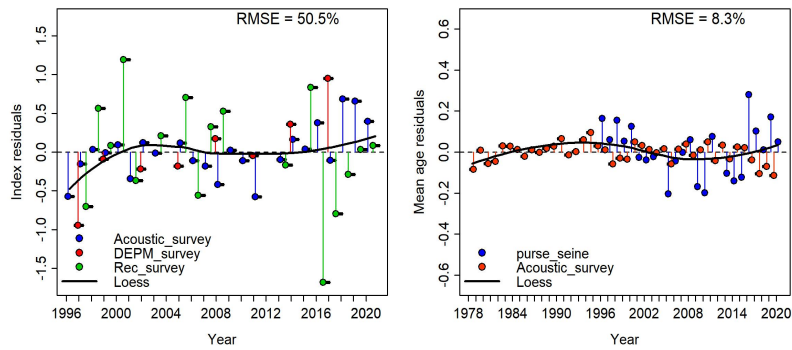 RMSE = 50.5%
Index residuals
1.5
1.0
0.5
0.0
-0.5
-1.0
-1.5
Acoustic_survey
DEPM_survey
Rec_survey
Loess
1996 2000 2004 2008 2012 2016 2020
Year
RMSE = 8.3%
Mean age residuals
0.6
0.4
0.2
0.0
-0.2
-0.4
-0.6
purse_seine
Acoustic_survey
Loess
1978 1984 1990 1996 2002 2008 2014 2020
Year